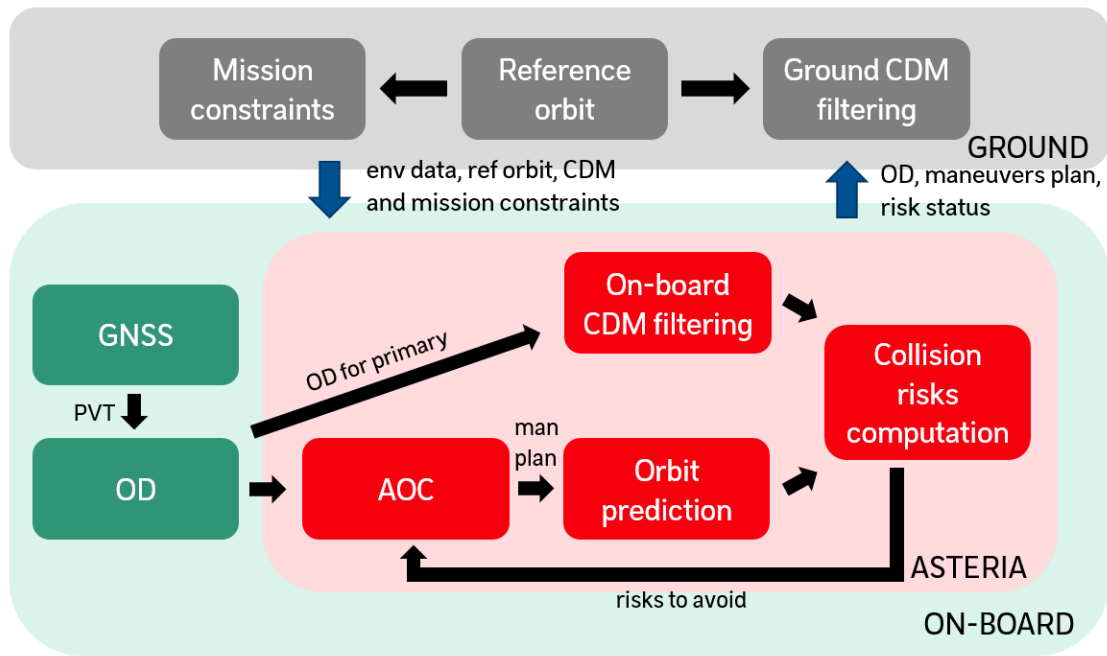 Mission
constraints
Reference
orbit
Ground CDM
filtering
GROUND
env data, ref orbit, CDM
and mission constraints
OD, maneuvers plan,
risk status
On-board
CDM filtering
GNSS
Collision
risks
computation
OD for primary
PVT
man
plan
OD
AOC
Orbit
prediction
ASTERIA
risks to avoid
ON-BOARD